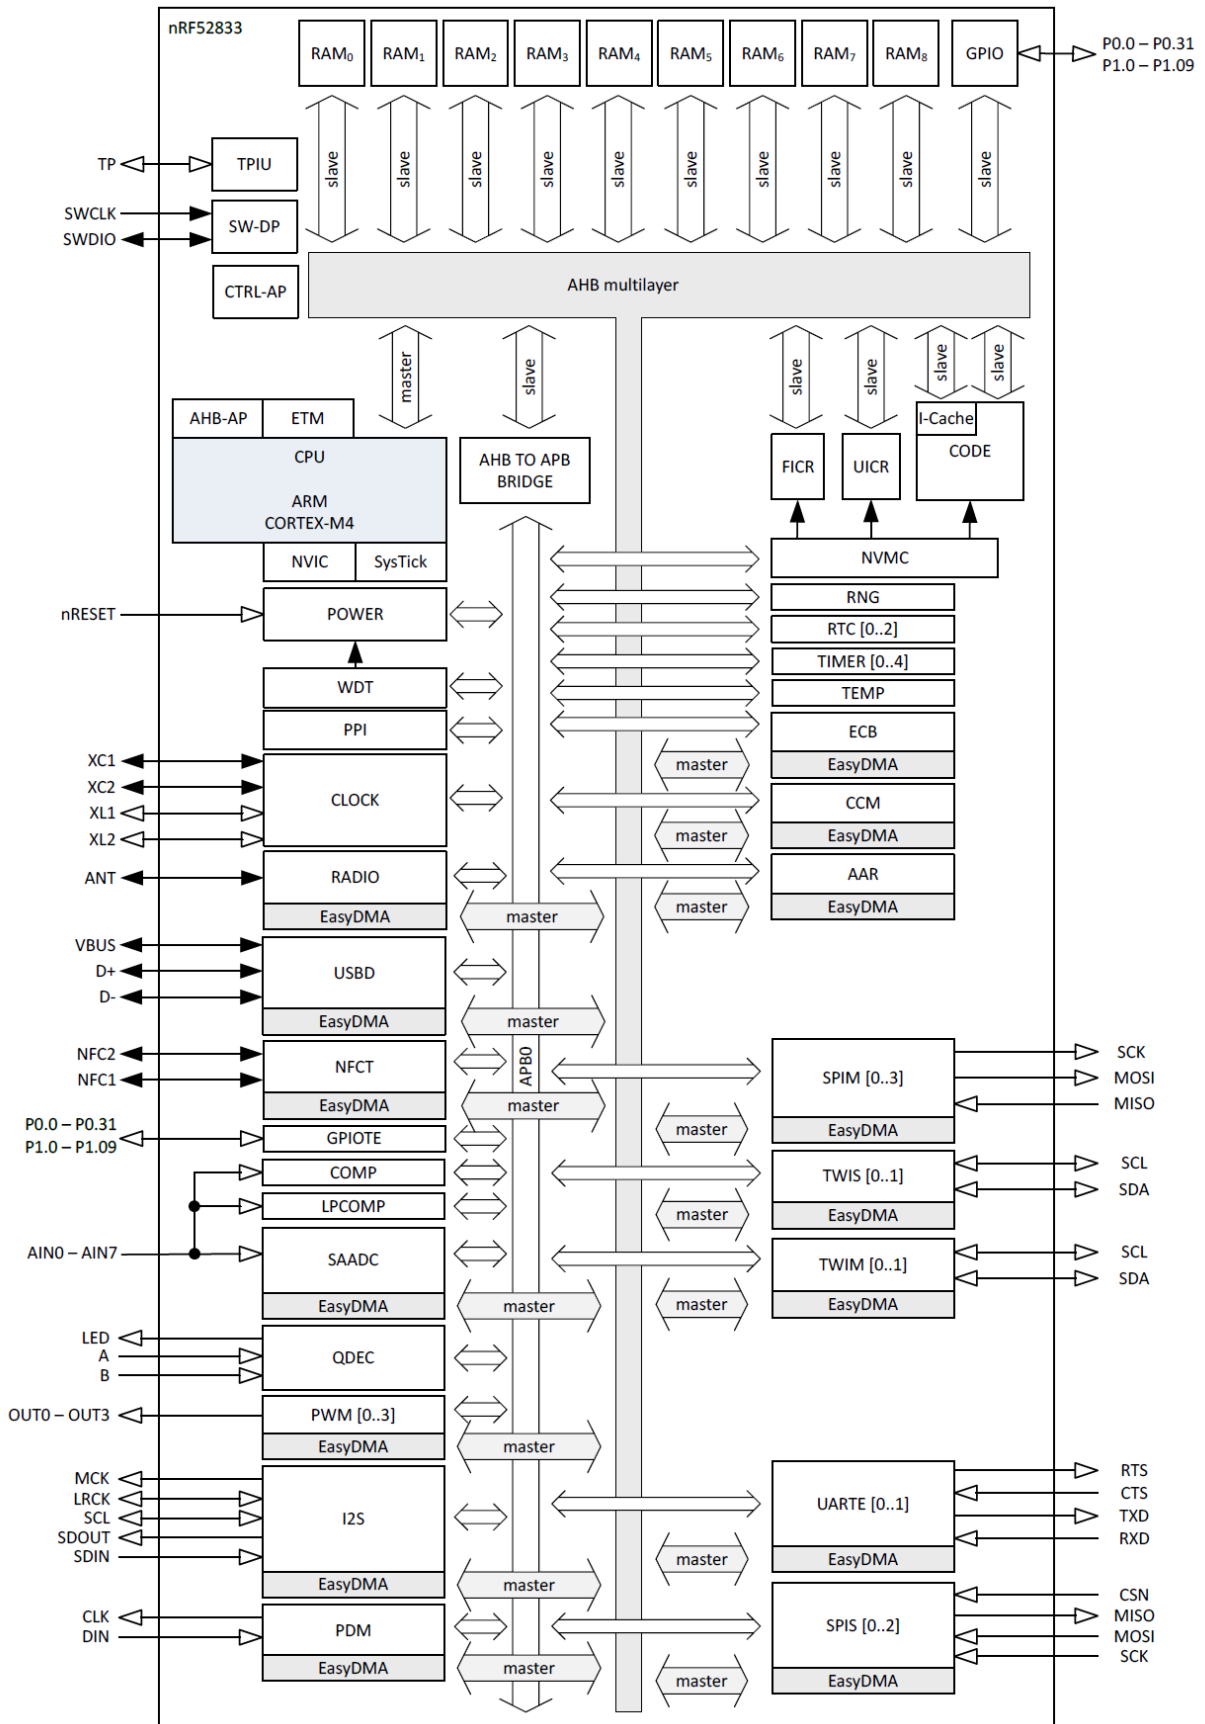 nRF52833
RAM0
RAM1
RAM2
RAM3
RAM4
RAM5
RAM6
RAM7
RAM8
GPIO
P0.0 – P0.31
P1.0 – P1.09
slave
slave
slave
slave
slave
slave
slave
slave
slave
slave
TP
TPIU
SWCLK
SWDIO
SW-DP
CTRL-AP
AHB multilayer
master
slave
slave
slave
slave
slave
AHB-AP
ETM
CPU
ARM
CORTEX-M4
NVIC
SysTick
AHB TO APB
BRIDGE
FICR
UICR
I-Cache
CODE
NVMC
nRESET
POWER
RNG
RTC [0..2]
TIMER [0..4]
WDT
TEMP
PPI
ECB
EasyDMA
master
XC1
XC2
XL1
XL2
CLOCK
CCM
EasyDMA
master
ANT
RADIO
EasyDMA
master
AAR
EasyDMA
master
VBUS
D+
D-
USBD
EasyDMA
master
APB0
NFC2
NFC1
NFCT
EasyDMA
master
SPIM [0..3]
EasyDMA
master
SCK
MOSI
MISO
P0.0 – P0.31
P1.0 – P1.09
GPIOTE
COMP
LPCOMP
TWIS [0..1]
EasyDMA
master
SCL
SDA
AIN0 – AIN7
SAADC
EasyDMA
master
TWIM [0..1]
EasyDMA
master
SCL
SDA
LED
A
B
QDEC
OUT0 – OUT3
PWM [0..3]
EasyDMA
master
MCK
LRCK
SCL
SDOUT
SDIN
I2S
EasyDMA
master
UARTE [0..1]
EasyDMA
master
RTS
CTS
TXD
RXD
CLK
DIN
PDM
EasyDMA
master
SPIS [0..2]
EasyDMA
master
CSN
MISO
MOSI
SCK